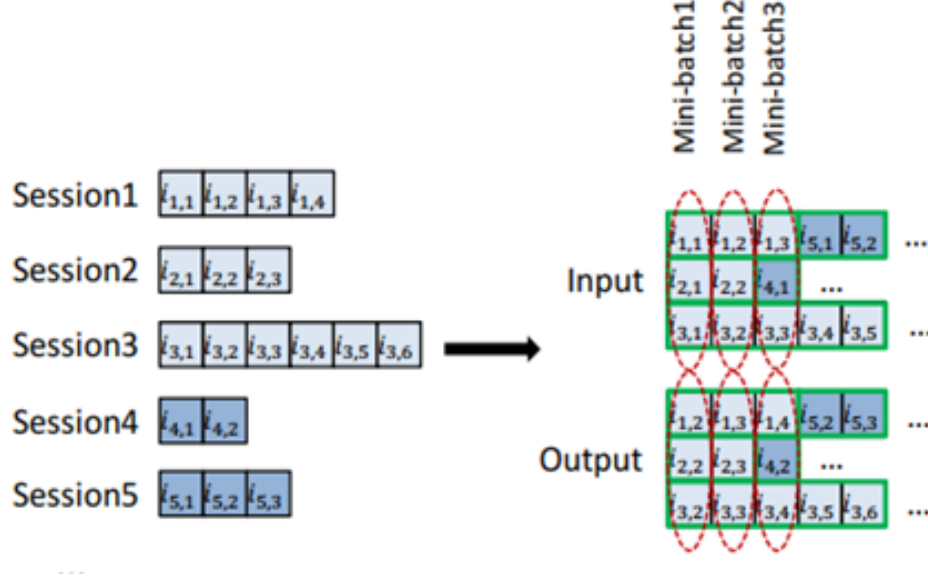 Mini-batch1
Mini-batch2
Mini-batch3
Session1 i1,1 i1,2 i1,3 i1,4
Session2 i2,1 i2,2 i2,3
Session3 i3,1 i3,2 i3,3 i3,4 i3,5 i3,6
Session4 i4,1 i4,2
Session5 i5,1 i5,2 i5,3
...
Input
i1,1 i1,2 i1,3 i5,1 i5,2 ...
i2,1 i2,2 i4,1 ...
i3,1 i3,2 i3,3 i3,4 i3,5 ...
Output
i1,2 i1,3 i1,4 i5,2 i5,3 ...
i2,2 i2,3 i4,2 ...
i3,2 i3,3 i3,4 i3,5 i3,6 ...